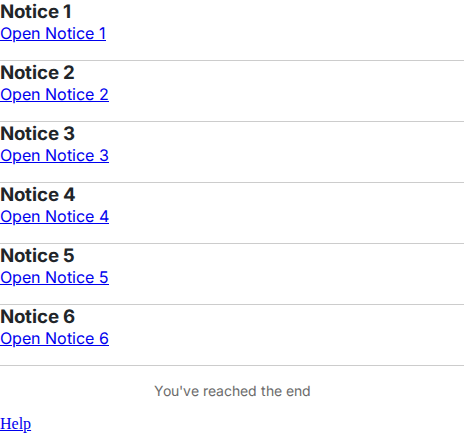 Notice 1
Open Notice 1
Notice 2
Open Notice 2
Notice 3
Open Notice 3
Notice 4
Open Notice 4
Notice 5
Open Notice 5
Notice 6
Open Notice 6
You've reached the end
Help